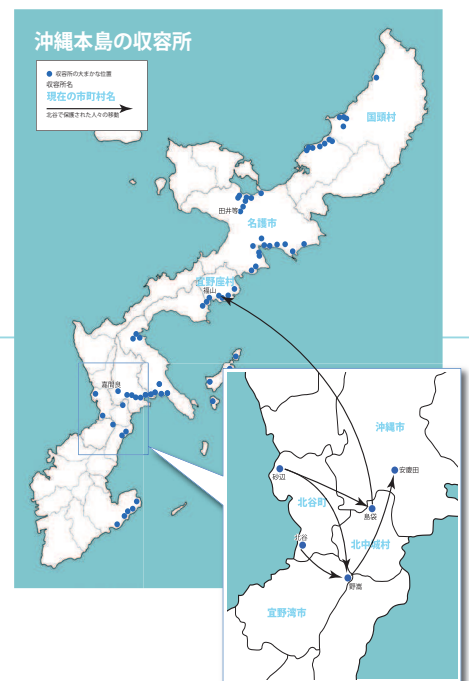 沖縄本島の収容所
収容所の大まかな位置
収容所名
現在の市町村名
北谷で保護された人々の移動
国頭村
田井等
名護市
宜野座村
福山
嘉間良
沖縄市
砂辺
安慶田
北谷町
島袋
北谷
北中城村
野嵩
宜野湾市